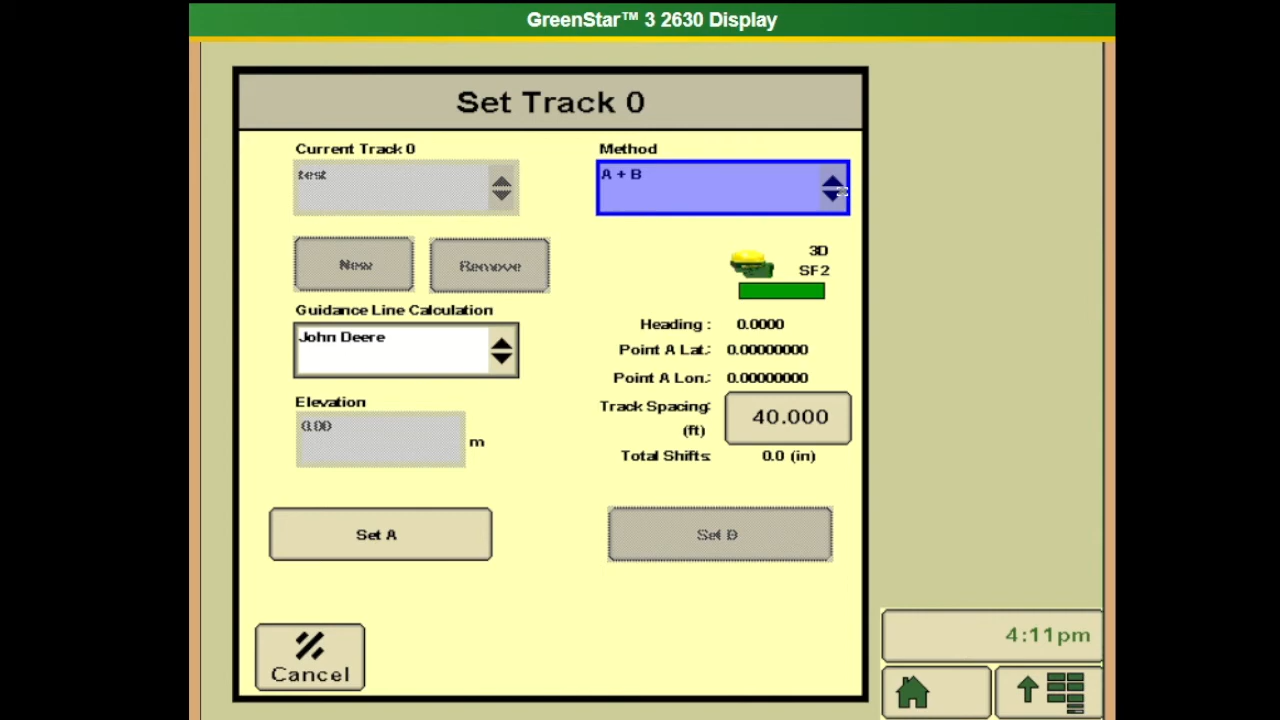 GreenStar™ 3 2630 Display
Set Track 0
Current Track 0
test
Method
A + B
New
Remove
3D
SF2
Guidance Line Calculation
John Deere
Heading : 0.0000
Point A Lat.: 0.00000000
Point A Lon.: 0.00000000
Elevation
0.00
m
Track Spacing:
(ft)
40.000
Total Shifts: 0.0 (in)
Set A
Set B
Cancel
4:11pm